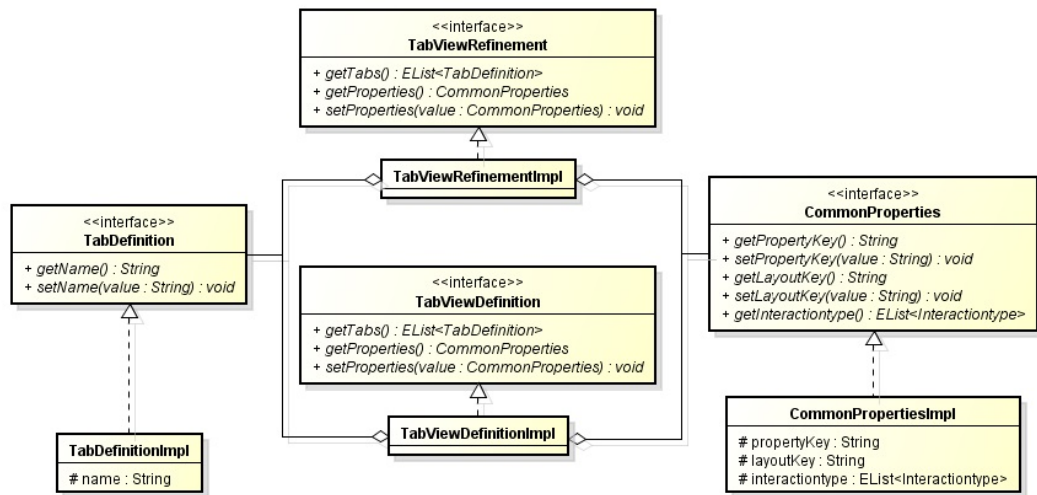 <<interface>>
TabViewRefinement
+ getTabs() : EList<TabDefinition>
+ getProperties() : CommonProperties
+ setProperties(value : CommonProperties) : void
TabViewRefinementImpl
<<interface>>
TabDefinition
+ getName() : String
+ setName(value : String) : void
<<interface>>
TabViewDefinition
+ getTabs() : EList<TabDefinition>
+ getProperties() : CommonProperties
+ setProperties(value : CommonProperties) : void
<<interface>>
CommonProperties
+ getPropertyKey() : String
+ setPropertyKey(value : String) : void
+ getLayoutKey() : String
+ setLayoutKey(value : String) : void
+ getInteractiontype() : EList<Interactiontype>
TabDefinitionImpl
# name : String
TabViewDefinitionImpl
CommonPropertiesImpl
# propertyKey : String
# layoutKey : String
# interactiontype : EList<Interactiontype>